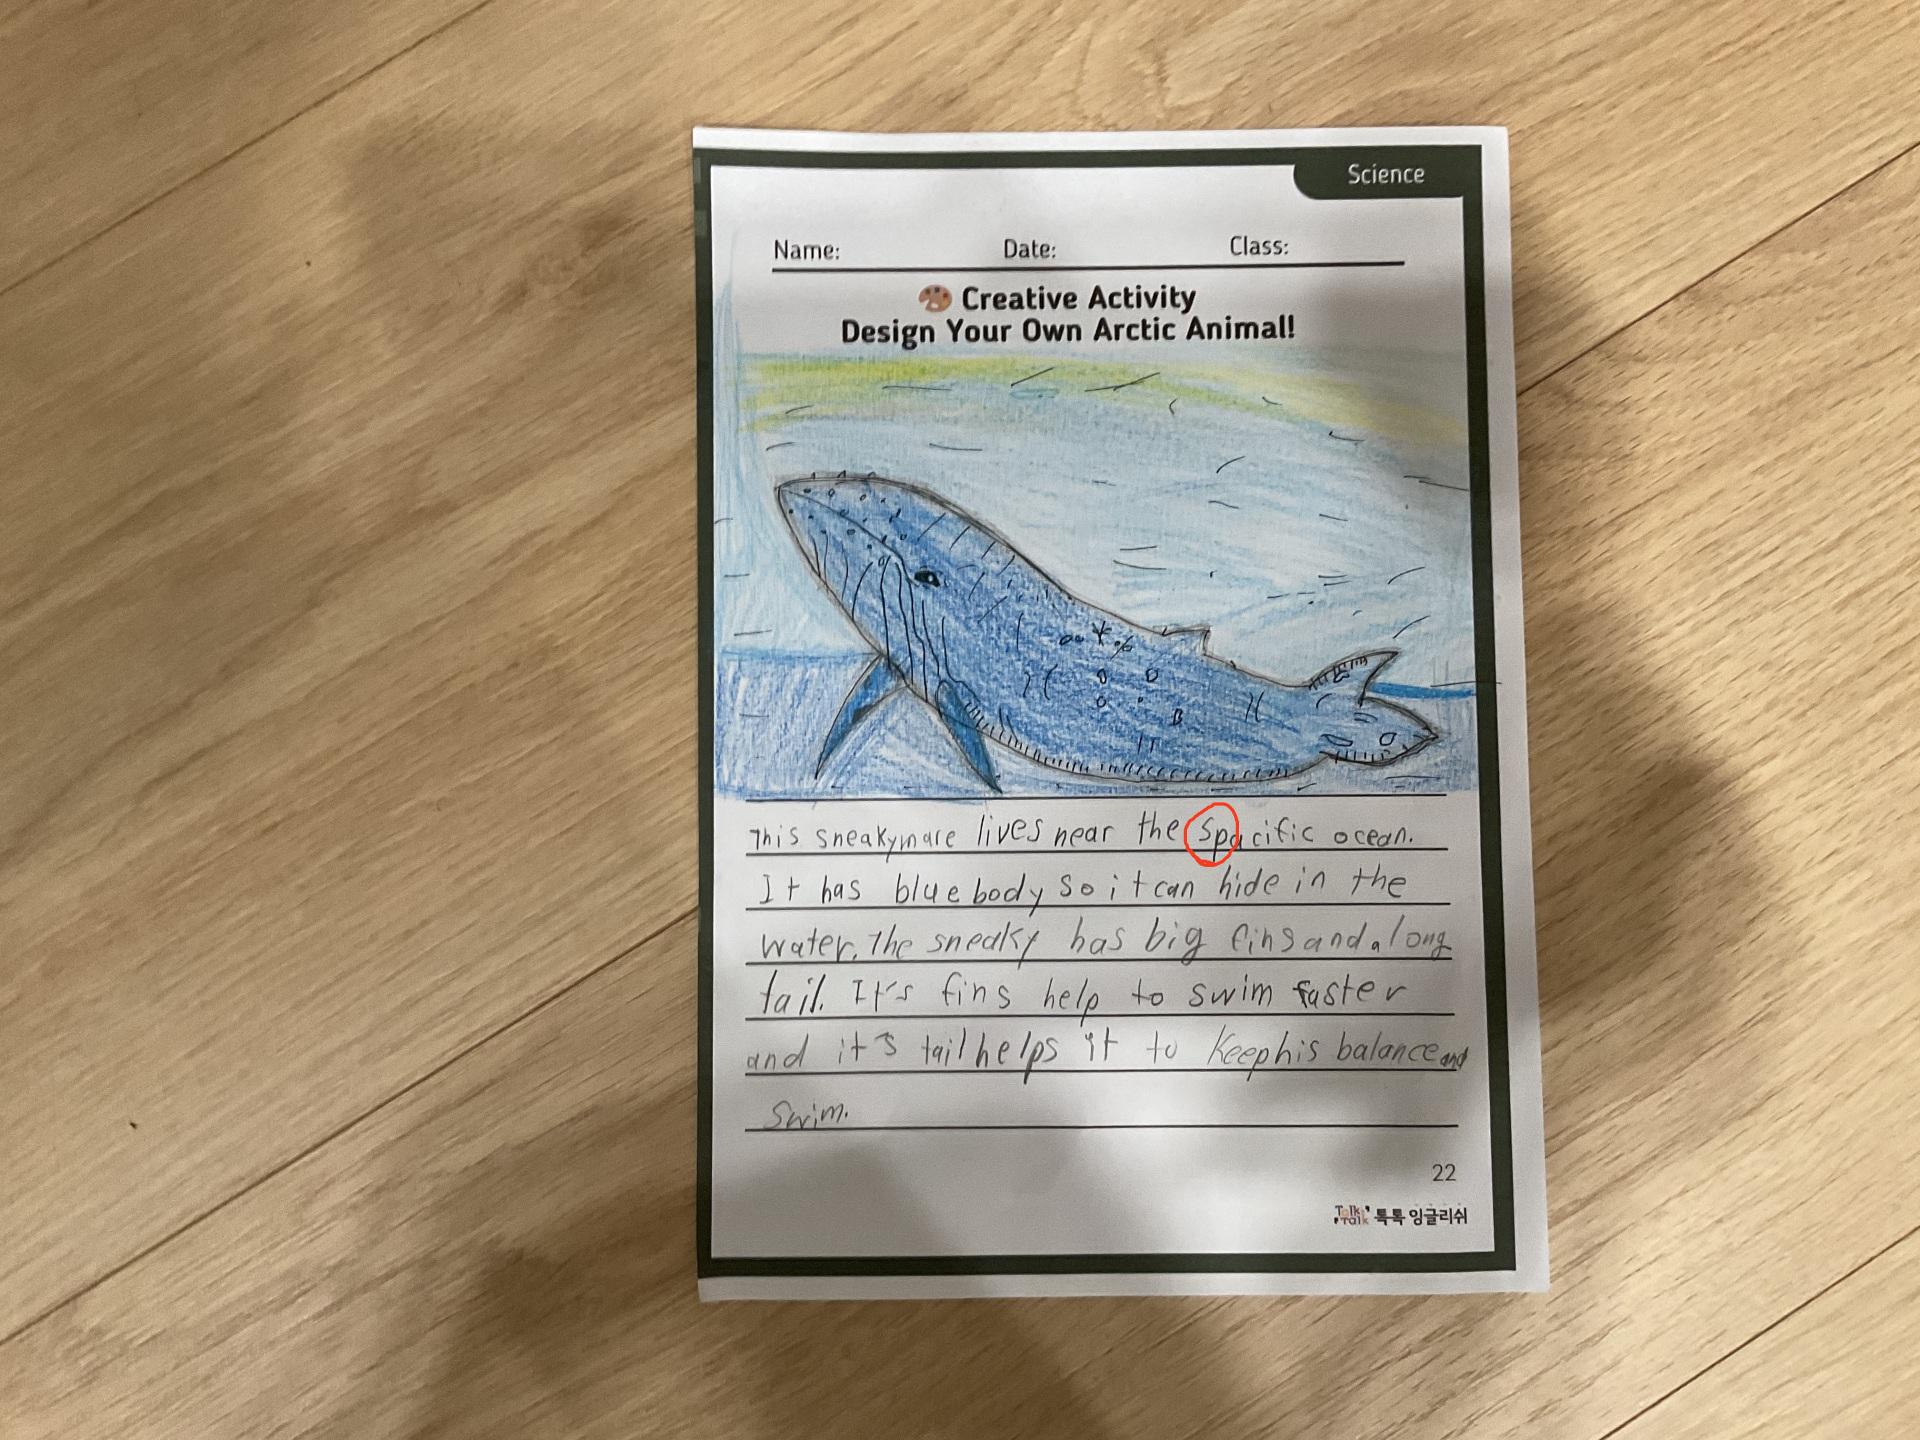 Science
Name: Date: Class:
Creative Activity
Design Your Own Arctic Animal!
This sneakymare lives near the Spacific ocean.
It has blue body so it can hide in the
water. The sneaky has big fins and a long
tail. It's fins help to swim faster
and it's tail helps it to keep his balance and
swim.
22
Talk Talk 톡톡 잉글리쉬